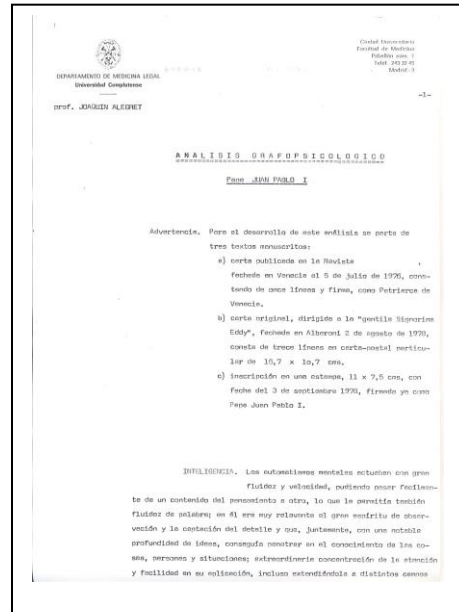 Ciudad Universitaria
Facultad de Medicina
Pabellón núm. 7
Teléf. 243 32 45
Madrid-3
DEPARTAMENTO DE MEDICINA LEGAL
Universidad Complutense
-1-
prof. JOAQUIN ALEGRET
ANALISIS GRAFOPSICOLOGICO
Papa JUAN PABLO I
Advertencia. Para el desarrollo de este análisis se parte de
tres textos manuscritos:
a) carta publicada en la Revista ,
fechada en Venecia el 5 de julio de 1976, cons-
tando de once líneas y firma, como Patriarca de
Venecia.
b) carta original, dirigida a la "gentile Signorina
Eddy", fechada en Alberoni 2 de agosto de 1978,
consta de trece líneas en carta-postal particu-
lar de 15,7 x 10,7 cms.
c) inscripción en una estampa, 11 x 7,5 cms, con
fecha del 3 de septiembre 1978, firmada ya como
Papa Juan Pablo I.
INTELIGENCIA. Los automatismos mentales actuaban con gran
fluidez y velocidad, pudiendo pasar fácilmen-
te de un contenido del pensamiento a otro, lo que le permitía también
fluidez de palabra; en él era muy relevante el gran espíritu de obser-
vación y la captación del detalle y que, juntamente, con una notable
profundidad de ideas, conseguía penetrar en el conocimiento de las co-
sas, personas y situaciones; extraordinaria concentración de la atención
y facilidad en su aplicación, incluso extendiéndola a distintos campos